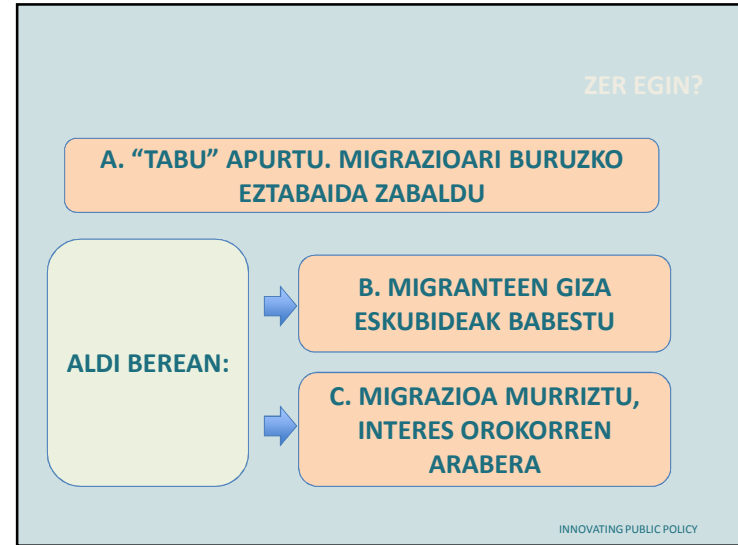 ZER EGIN?
A. “TABU” APURTU. MIGRAZIOARI BURUZKO
EZTABAIDA ZABALDU
ALDI BEREAN:
B. MIGRANTEEN GIZA
ESKUBIDEAK BABESTU
C. MIGRAZIOA MURRIZTU,
INTERES OROKORREN
ARABERA
INNOVATING PUBLIC POLICY